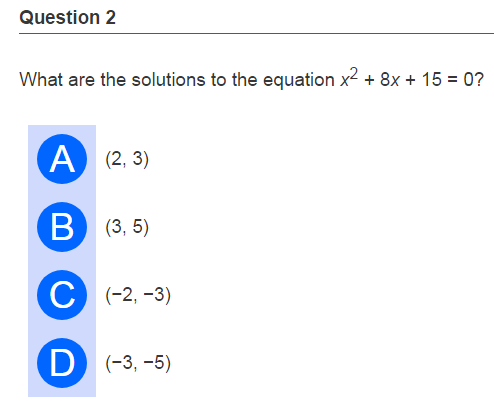 Question 2
What are the solutions to the equation x² + 8x + 15 = 0?
A (2, 3)
B (3, 5)
C (−2, −3)
D (−3, −5)